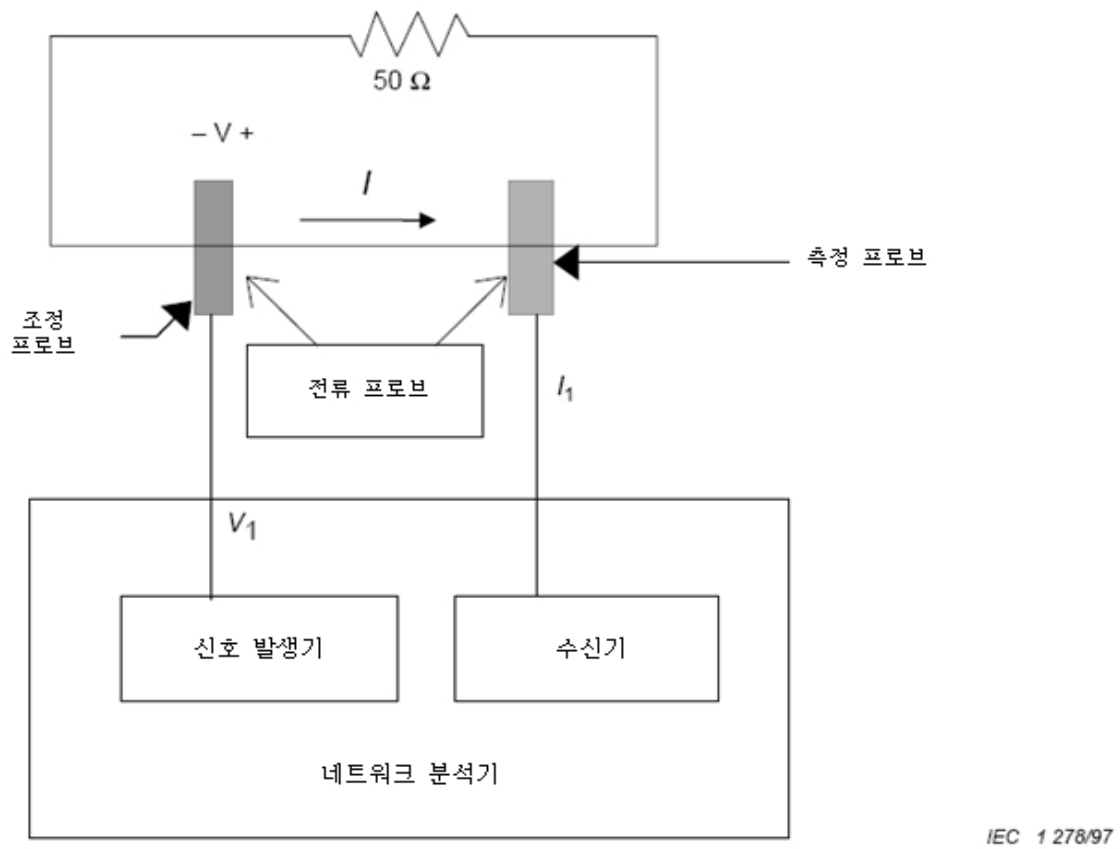 50 Ω
– V +
I
측정 프로브
조정
프로브
전류 프로브
I1
V1
신호 발생기
수신기
네트워크 분석기
IEC 1 278/97